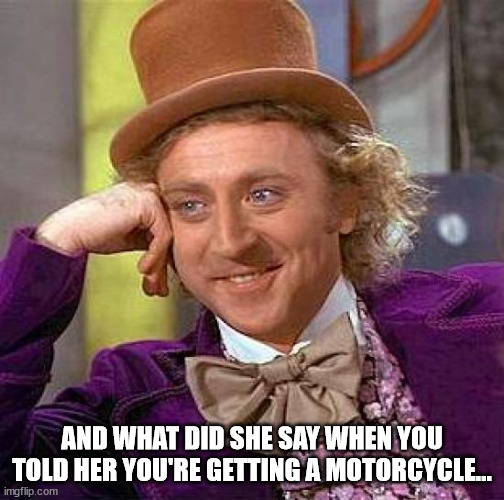 AND WHAT DID SHE SAY WHEN YOU
TOLD HER YOU'RE GETTING A MOTORCYCLE...
imgflip.com